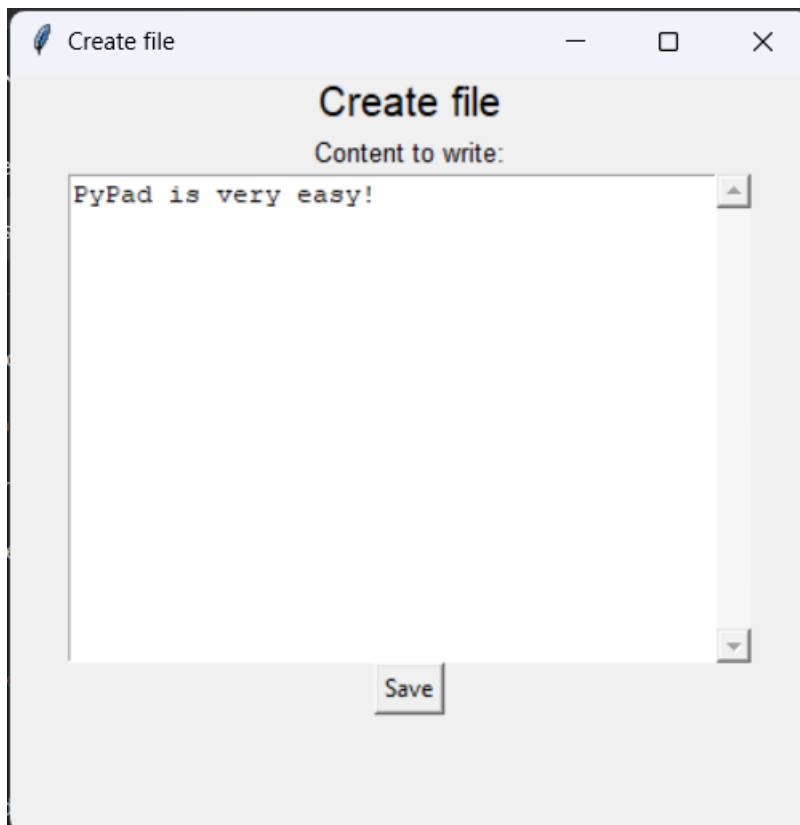 Create file
Create file
Content to write:
PyPad is very easy!
Save